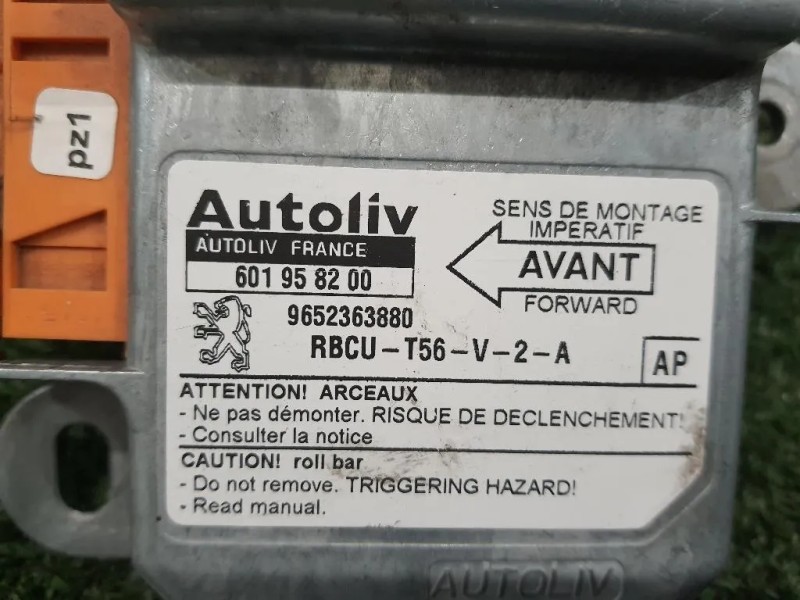 pz1
Autoliv
AUTOLIV FRANCE
601 95 82 00
9652363880
RBCU-T56-V-2-A
SENS DE MONTAGE
IMPERATIF
AVANT
FORWARD
AP
ATTENTION! ARCEAUX
- Ne pas démonter. RISQUE DE DECLENCHEMENT!
- Consulter la notice
CAUTION! roll bar
- Do not remove. TRIGGERING HAZARD!
- Read manual.
AUTOLIV